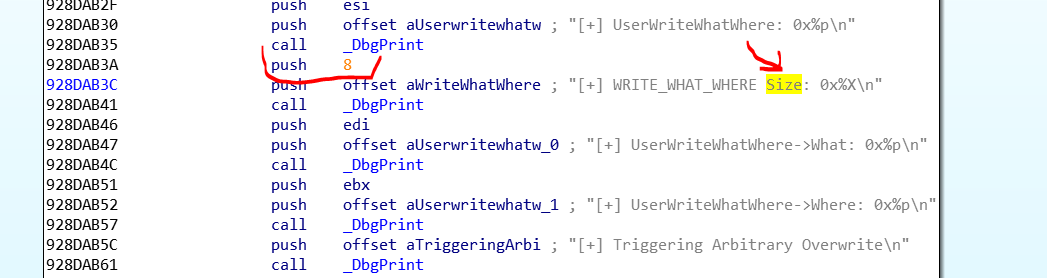 928DAB2F push esi
928DAB30 push offset aUserwritewhatw ; "[+] UserWriteWhatWhere: 0x%p\n"
928DAB35 call _DbgPrint
928DAB3A push 8
928DAB3C push offset aWriteWhatWhere ; "[+] WRITE_WHAT_WHERE Size: 0x%X\n"
928DAB41 call _DbgPrint
928DAB46 push edi
928DAB47 push offset aUserwritewhatw_0 ; "[+] UserWriteWhatWhere->What: 0x%p\n"
928DAB4C call _DbgPrint
928DAB51 push ebx
928DAB52 push offset aUserwritewhatw_1 ; "[+] UserWriteWhatWhere->Where: 0x%p\n"
928DAB57 call _DbgPrint
928DAB5C push offset aTriggeringArbi ; "[+] Triggering Arbitrary Overwrite\n"
928DAB61 call _DbgPrint